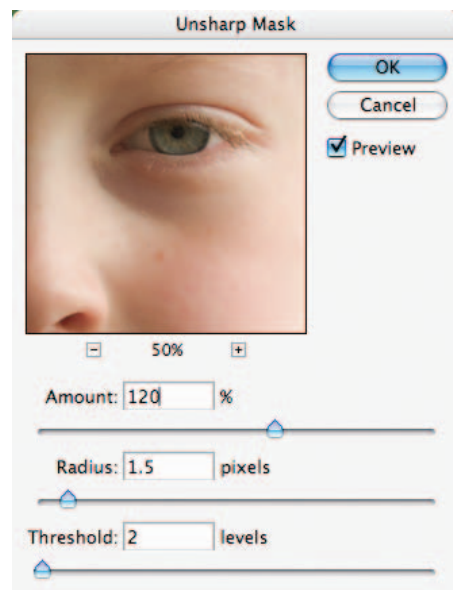 Unsharp Mask
OK
Cancel
Preview
50%
Amount: 120 %
Radius: 1.5 pixels
Threshold: 2 levels